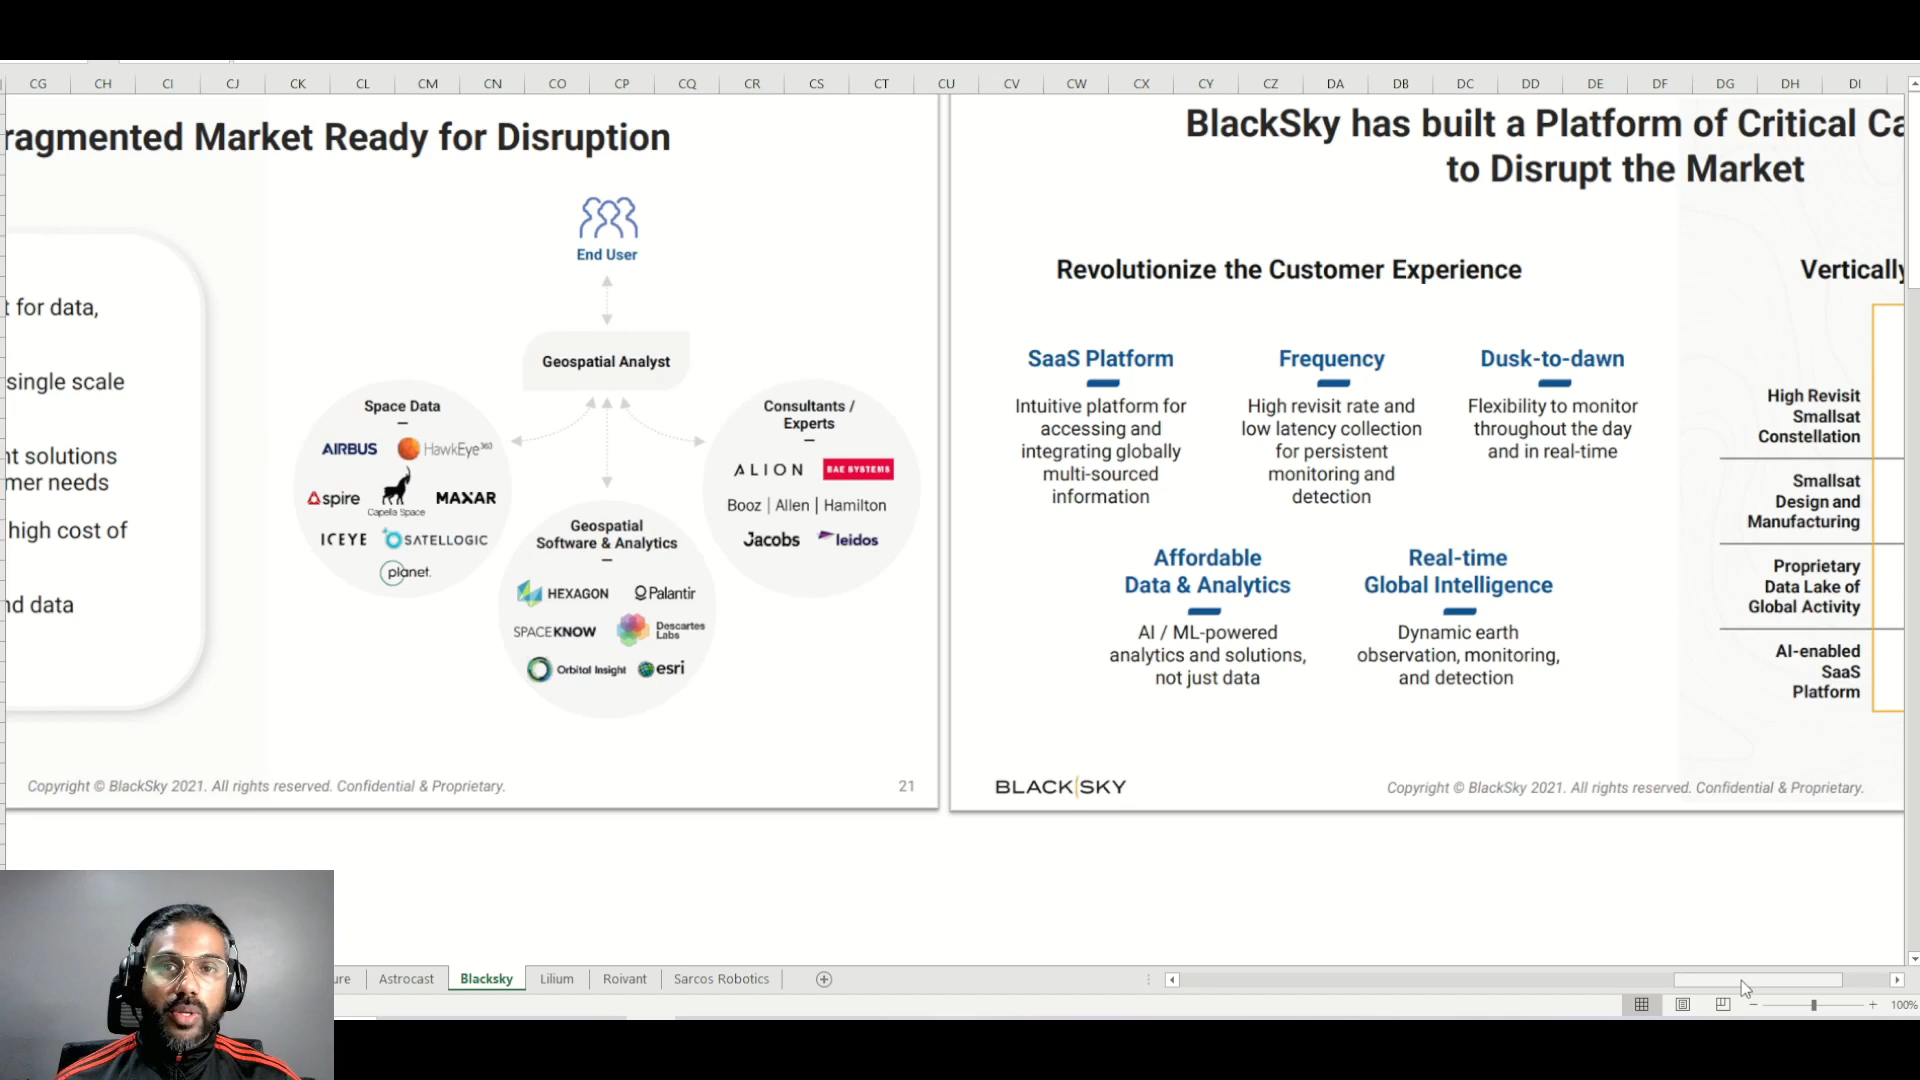 CG CH CI CJ CK CL CM CN CO CP CQ CR CS CT CU CV CW CX CY CZ DA DB DC DD DE DF DG DH DI
ragmented Market Ready for Disruption
t for data,
single scale
nt solutions
mer needs
high cost of
nd data
End User
Geospatial Analyst
Space Data
AIRBUS HawkEye 360
spire Capella Space MAXAR
ICEYE SATELLOGIC
planet.
Geospatial
Software & Analytics
HEXAGON Palantir
SPACEKNOW Descartes Labs
Orbital Insight esri
Consultants /
Experts
ALION BAE SYSTEMS
Booz | Allen | Hamilton
Jacobs leidos
Copyright © BlackSky 2021. All rights reserved. Confidential & Proprietary.
21
BlackSky has built a Platform of Critical Ca
to Disrupt the Market
Revolutionize the Customer Experience
SaaS Platform
Intuitive platform for
accessing and
integrating globally
multi-sourced
information
Frequency
High revisit rate and
low latency collection
for persistent
monitoring and
detection
Dusk-to-dawn
Flexibility to monitor
throughout the day
and in real-time
Affordable
Data & Analytics
AI / ML-powered
analytics and solutions,
not just data
Real-time
Global Intelligence
Dynamic earth
observation, monitoring,
and detection
Vertically
High Revisit
Smallsat
Constellation
Smallsat
Design and
Manufacturing
Proprietary
Data Lake of
Global Activity
AI-enabled
SaaS
Platform
BLACKSKY
Copyright © BlackSky 2021. All rights reserved. Confidential & Proprietary.
ure Astrocast Blacksky Lilium Roivant Sarcos Robotics
100%